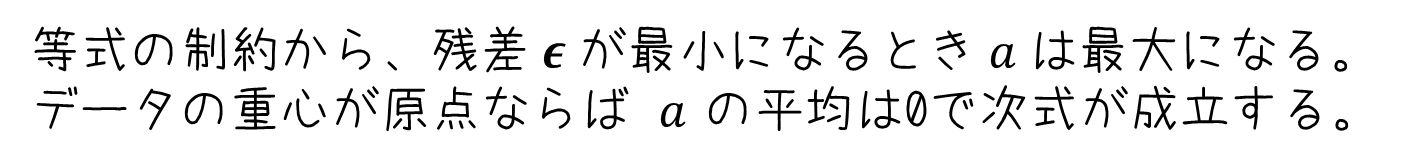 等式の制約から、残差 ϵ が最小になるとき a は最大になる。
データの重心が原点ならば a の平均は0で次式が成立する。